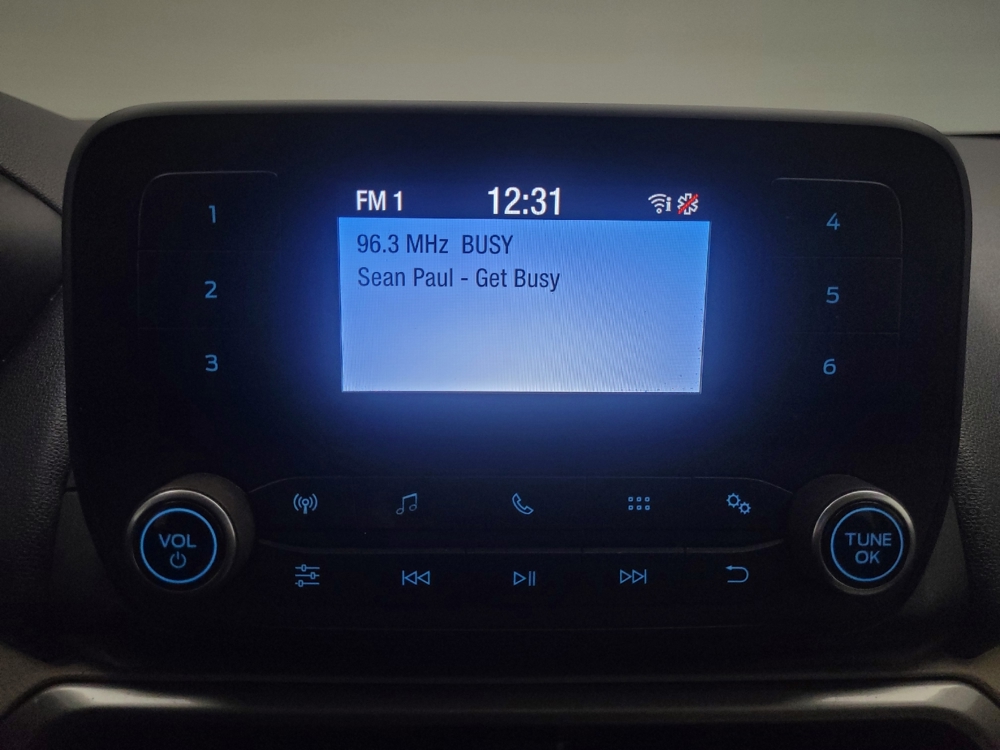 FM 1 12:31
96.3 MHz BUSY
Sean Paul - Get Busy
1
2
3
4
5
6
VOL
TUNE
OK